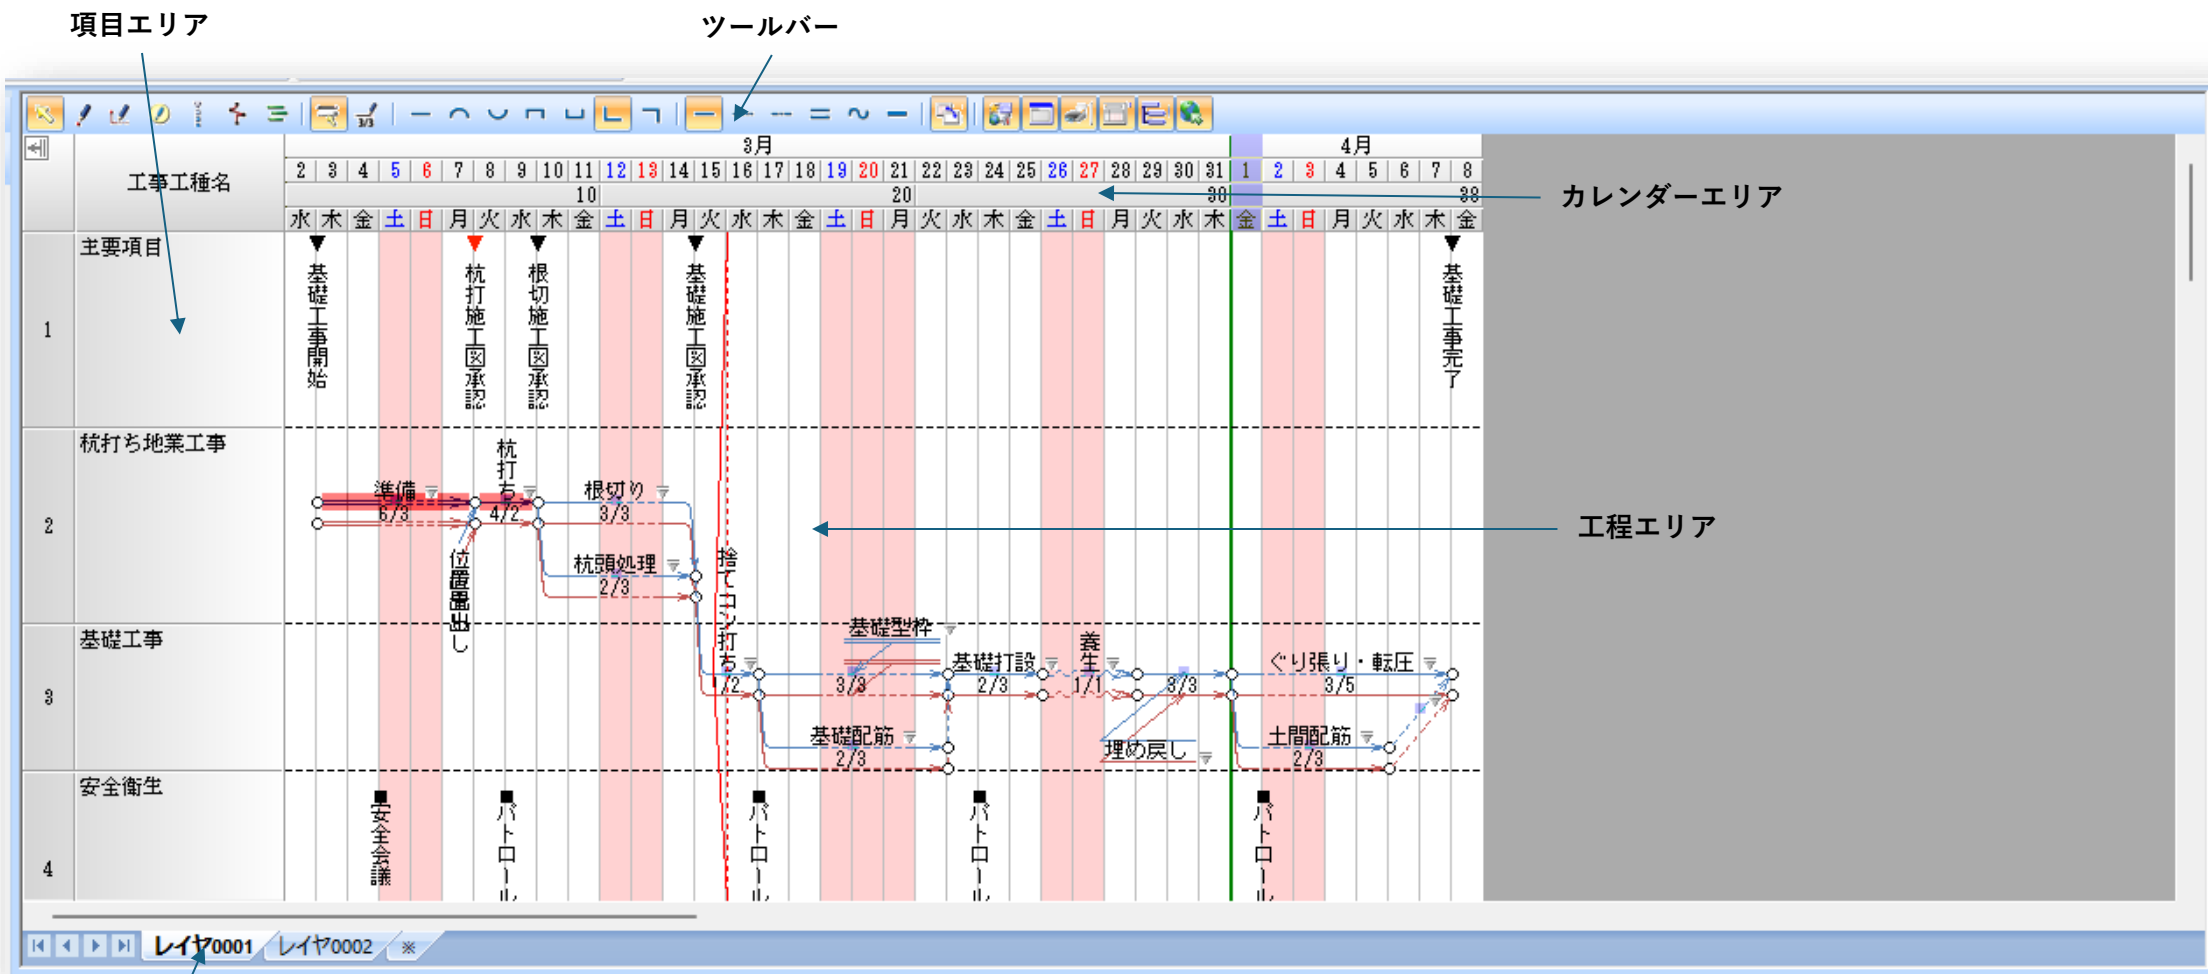 項目エリア
ツールバー
3/3
3月
4月
工事工種名
2 3 4 5 6 7 8 9 10 11 12 13 14 15 16 17 18 19 20 21 22 23 24 25 26 27 28 29 30 31 1 2 3 4 5 6 7 8
10 20 30 38
カレンダーエリア
水 木 金 土 日 月 火 水 木 金 土 日 月 火 水 木 金 土 日 月 火 水 木 金 土 日 月 火 水 木 金 土 日 月 火 水 木 金
1
主要項目
基礎工事開始
杭打施工図承認
根切施工図承認
基礎施工図承認
基礎工事完了
2
杭打ち地業工事
準備
6/3
杭打ち
4/2
根切り
3/3
位置墨出し
杭頭処理
2/3
工程エリア
3
基礎工事
捨てコン打ち
/2
基礎型枠
3/3
基礎打設
2/3
養生
1/1
3/3
ぐり張り・転圧
3/5
基礎配筋
2/3
埋め戻し
土間配筋
2/3
4
安全衛生
安全会議
パトロール
パトロール
パトロール
パトロール
レイヤ0001
レイヤ0002
※